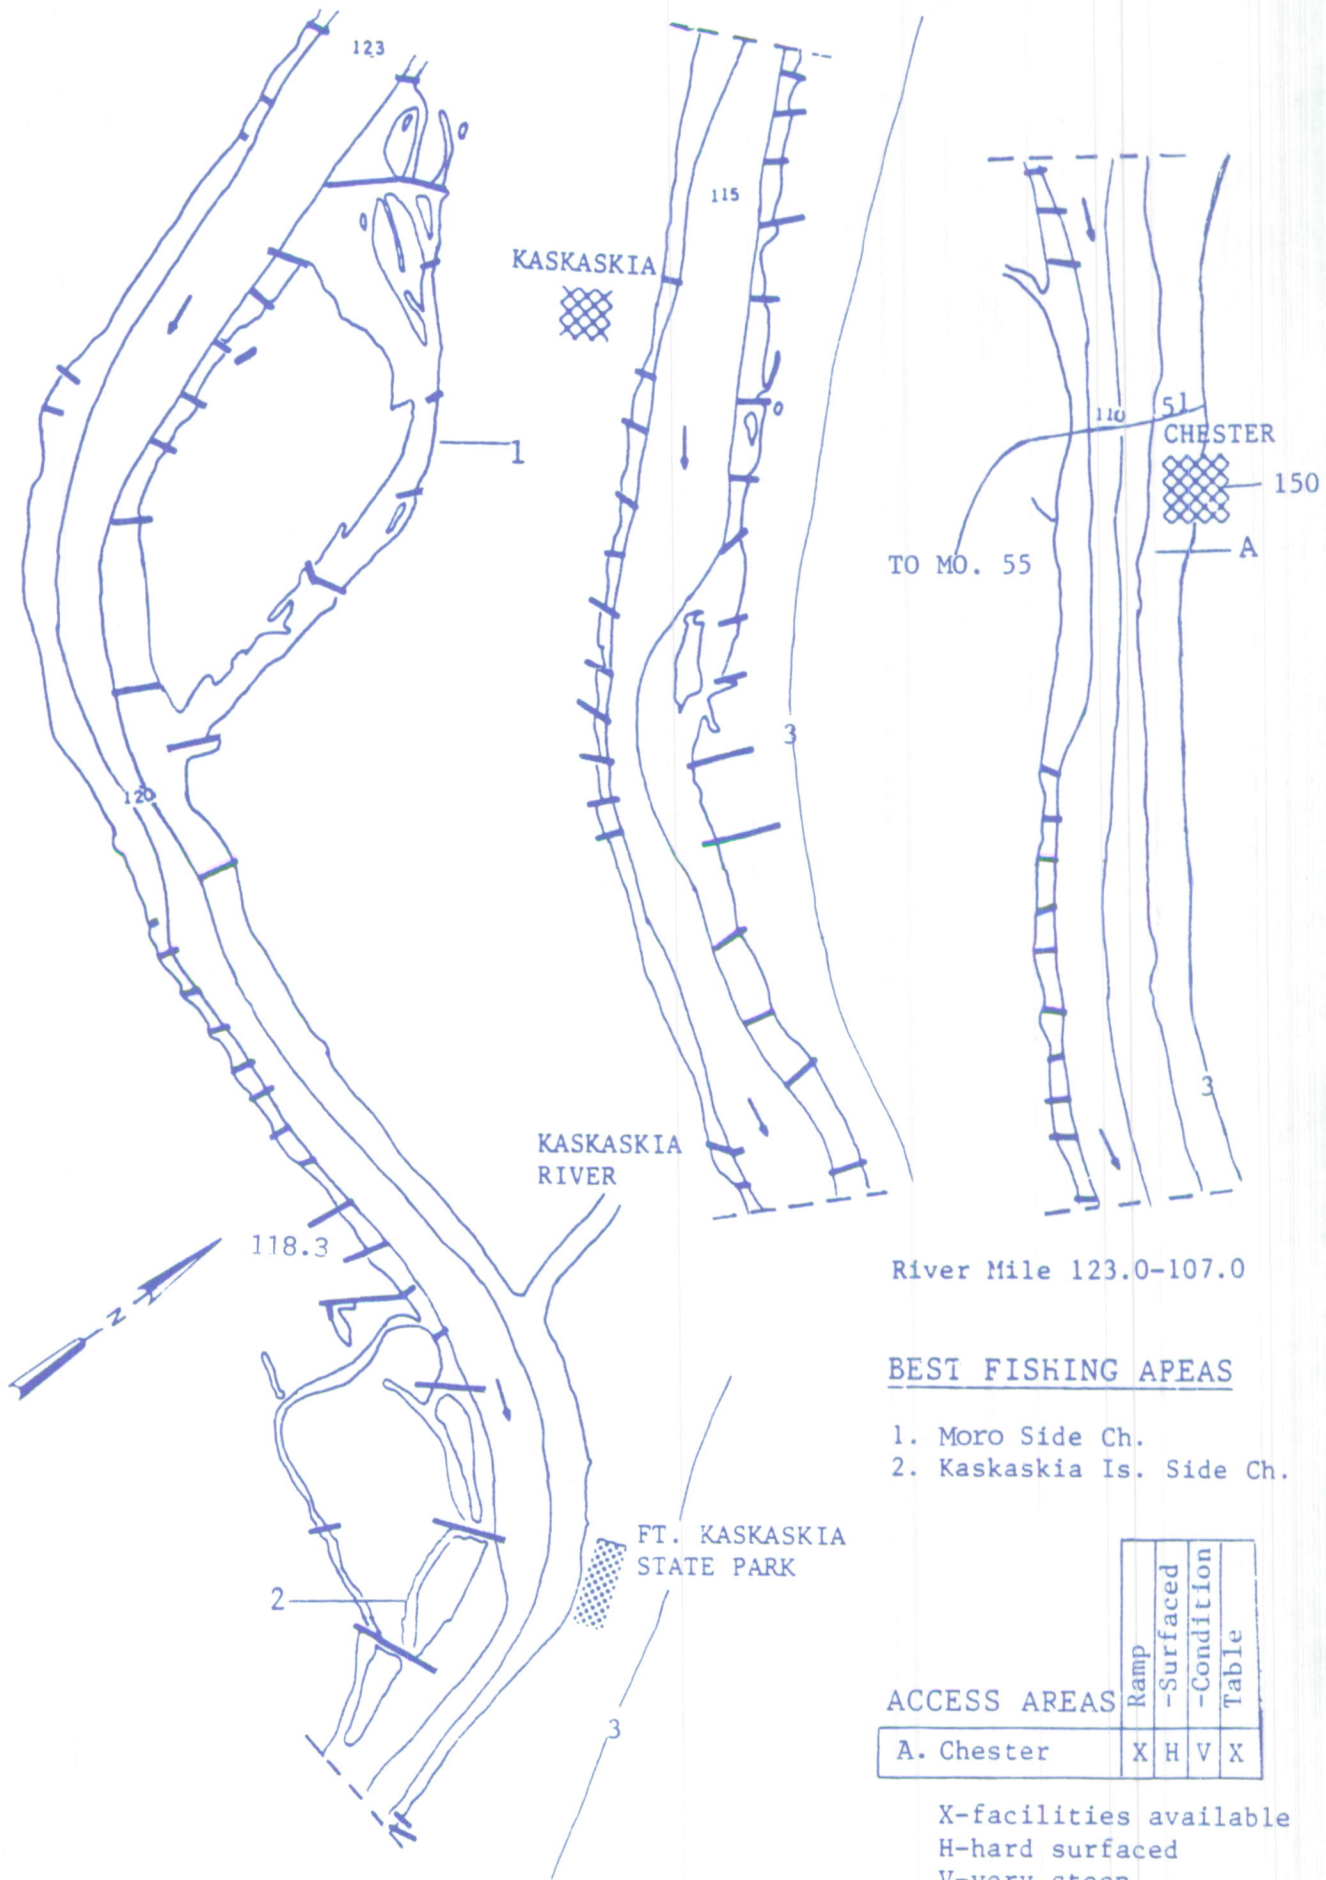 123
KASKASKIA
115
1
110
51
CHESTER
150
A
TO MO. 55
3
120
3
KASKASKIA
RIVER
118.3
N
River Mile 123.0-107.0
BEST FISHING APEAS
1. Moro Side Ch.
2. Kaskaskia Is. Side Ch.
FT. KASKASKIA
STATE PARK
2
3
Ramp
-Surfaced
-Condition
Table
ACCESS AREAS
A. Chester X H V X
X-facilities available
H-hard surfaced
V-very steep